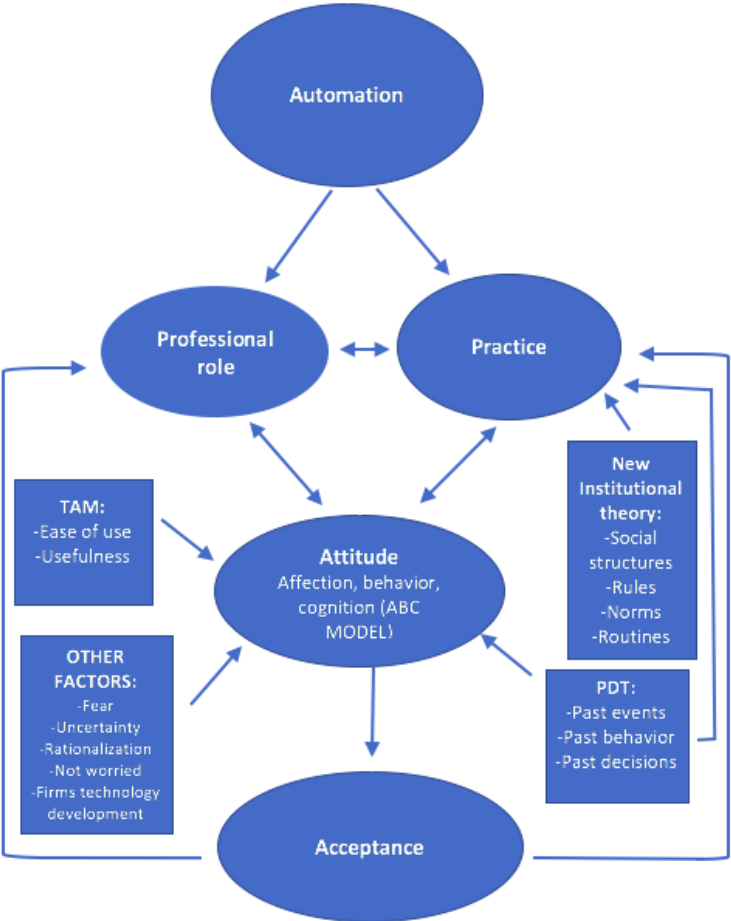 Automation
Professional
role
Practice
New
Institutional
theory:
-Social
structures
-Rules
-Norms
-Routines
TAM:
-Ease of use
-Usefulness
Attitude
Affection, behavior,
cognition (ABC
MODEL)
OTHER
FACTORS:
-Fear
-Uncertainty
-Rationalization
-Not worried
-Firms technology
development
PDT:
-Past events
-Past behavior
-Past decisions
Acceptance